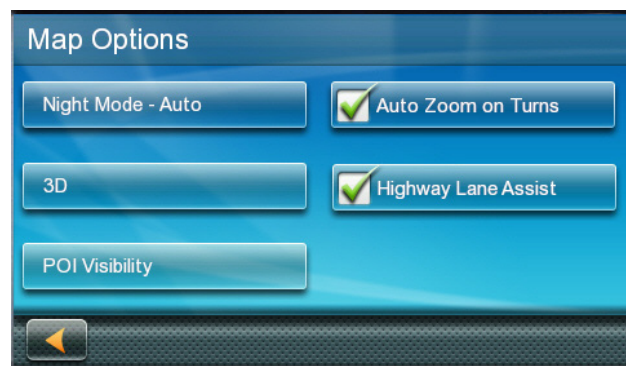 Map Options
Night Mode - Auto
Auto Zoom on Turns
3D
Highway Lane Assist
POI Visibility